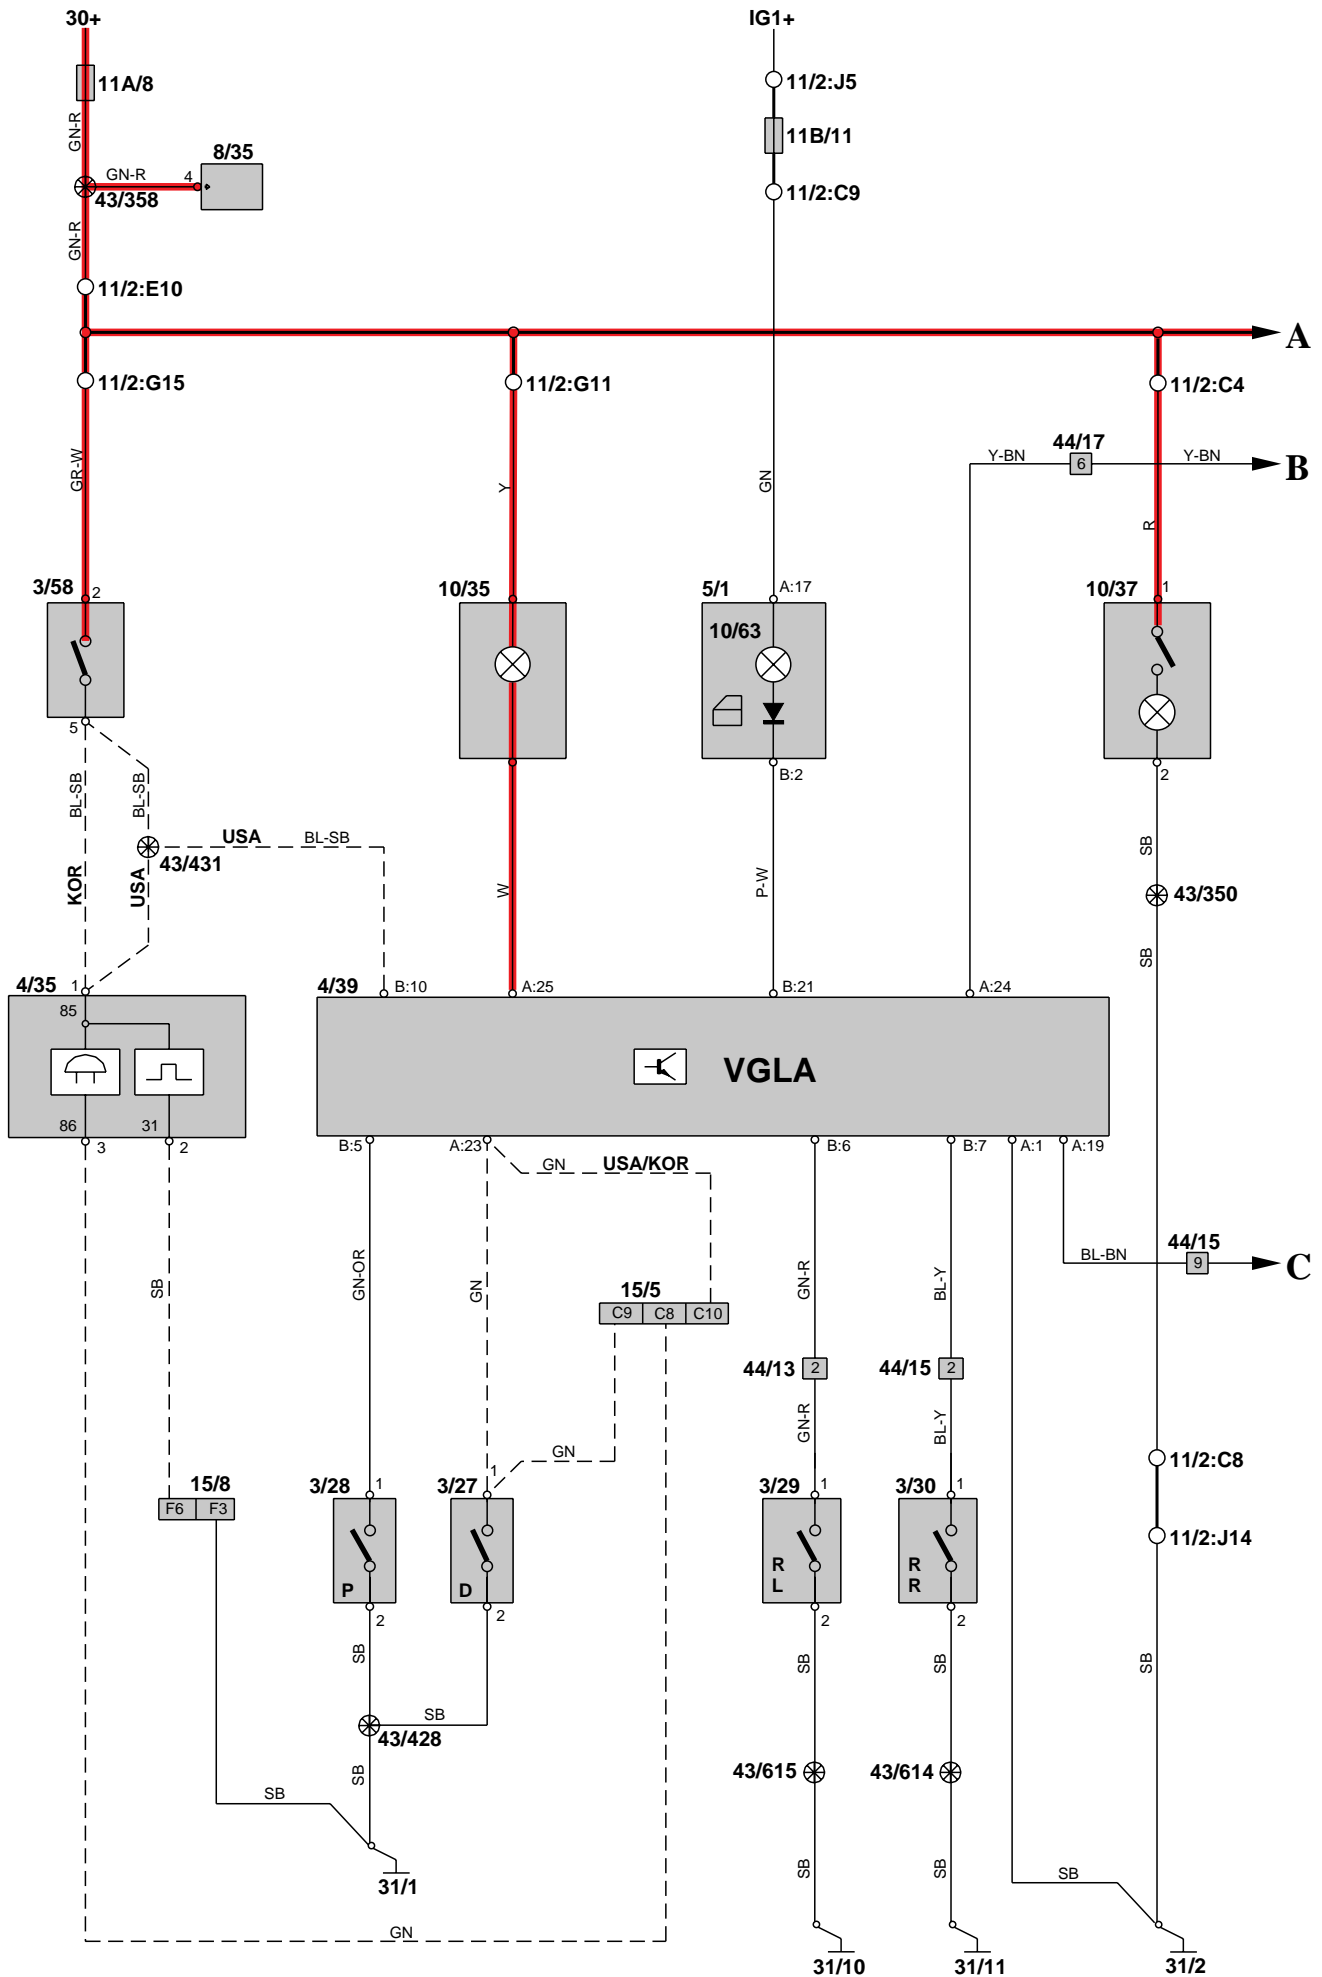 30+
IG1+
11A/8
11/2:J5
GN-R
11B/11
8/35
GN-R
4
43/358
11/2:C9
GN-R
11/2:E10
A
11/2:G15
11/2:G11
11/2:C4
44/17
Y-BN
6
Y-BN
B
GR-W
Y
GN
R
3/58
2
10/35
5/1
A:17
10/37
1
10/63
5
B:2
2
BL-SB
BL-SB
USA
BL-SB
43/431
SB
KOR
USA
W
P-W
43/350
SB
4/35
1
4/39
B:10
A:25
B:21
A:24
85
VGLA
86
31
3
2
B:5
A:23
B:6
B:7
A:1
A:19
GN
USA/KOR
44/15
BL-BN
9
C
SB
GN-OR
GN
GN-R
BL-Y
15/5
C9
C8
C10
44/13
2
44/15
2
GN-R
BL-Y
GN
11/2:C8
15/8
3/28
1
3/27
1
3/29
1
3/30
1
F6
F3
11/2:J14
P
D
R
L
R
R
2
2
2
2
SB
SB
SB
SB
SB
43/428
SB
43/615
43/614
SB
SB
SB
SB
31/1
GN
31/10
31/11
31/2